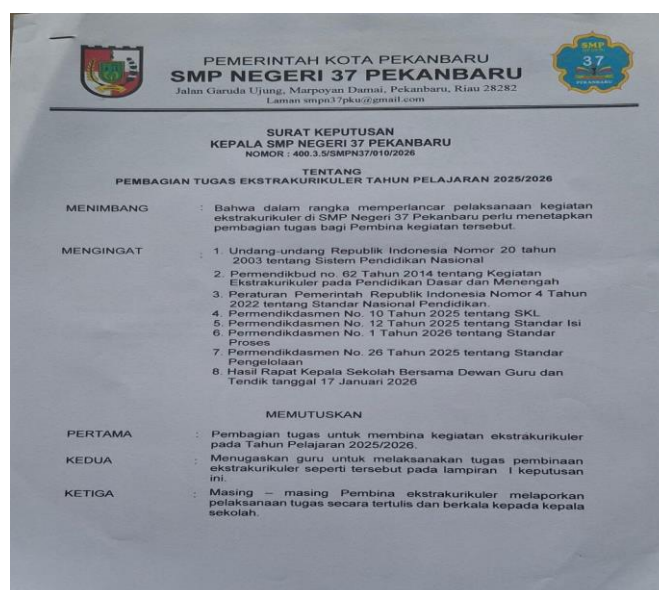 PEMERINTAH KOTA PEKANBARU
SMP NEGERI 37 PEKANBARU
Jalan Garuda Ujung, Marpoyan Damai, Pekanbaru, Riau 28282
Laman smpn37pku@gmail.com
SMP
37
PEKANBARU
SURAT KEPUTUSAN
KEPALA SMP NEGERI 37 PEKANBARU
NOMOR : 400.3.5/SMPN37/010/2026
TENTANG
PEMBAGIAN TUGAS EKSTRAKURIKULER TAHUN PELAJARAN 2025/2026
MENIMBANG : Bahwa dalam rangka memperlancar pelaksanaan kegiatan
ekstrakurikuler di SMP Negeri 37 Pekanbaru perlu menetapkan
pembagian tugas bagi Pembina kegiatan tersebut.
MENGINGAT : 1. Undang-undang Republik Indonesia Nomor 20 tahun
2003 tentang Sistem Pendidikan Nasional
2. Permendikbud no. 62 Tahun 2014 tentang Kegiatan
Ekstrakurikuler pada Pendidikan Dasar dan Menengah
3. Peraturan Pemerintah Republik Indonesia Nomor 4 Tahun
2022 tentang Standar Nasional Pendidikan.
4. Permendikdasmen No. 10 Tahun 2025 tentang SKL
5. Permendikdasmen No. 12 Tahun 2025 tentang Standar Isi
6. Permendikdasmen No. 1 Tahun 2026 tentang Standar
Proses
7. Permendikdasmen No. 26 Tahun 2025 tentang Standar
Pengelolaan
8. Hasil Rapat Kepala Sekolah Bersama Dewan Guru dan
Tendik tanggal 17 Januari 2026
MEMUTUSKAN
PERTAMA : Pembagian tugas untuk membina kegiatan ekstrakurikuler
pada Tahun Pelajaran 2025/2026.
KEDUA : Menugaskan guru untuk melaksanakan tugas pembinaan
ekstrakurikuler seperti tersebut pada lampiran I keputusan
ini.
KETIGA : Masing – masing Pembina ekstrakurikuler melaporkan
pelaksanaan tugas secara tertulis dan berkala kepada kepala
sekolah.